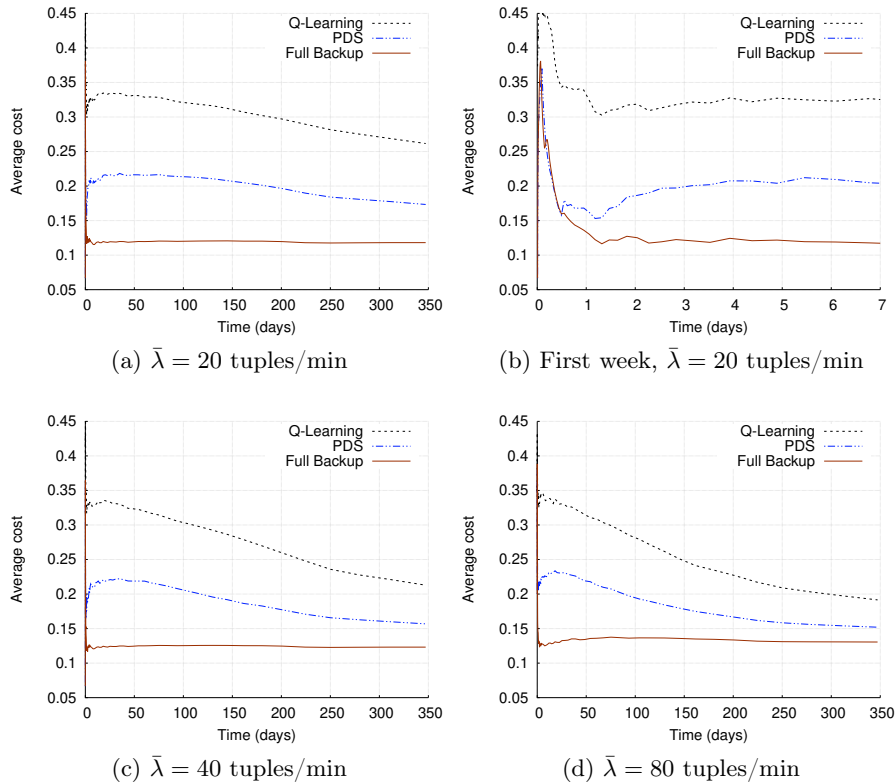 0.45
0.4
0.35
0.3
0.25
0.2
0.15
0.1
0.05
0 50 100 150 200 250 300 350
Average cost
Time (days)
Q-Learning
PDS
Full Backup
(a) λ̄ = 20 tuples/min
0.45
0.4
0.35
0.3
0.25
0.2
0.15
0.1
0.05
0 1 2 3 4 5 6 7
Average cost
Time (days)
Q-Learning
PDS
Full Backup
(b) First week, λ̄ = 20 tuples/min
0.45
0.4
0.35
0.3
0.25
0.2
0.15
0.1
0.05
0 50 100 150 200 250 300 350
Average cost
Time (days)
Q-Learning
PDS
Full Backup
(c) λ̄ = 40 tuples/min
0.45
0.4
0.35
0.3
0.25
0.2
0.15
0.1
0.05
0 50 100 150 200 250 300 350
Average cost
Time (days)
Q-Learning
PDS
Full Backup
(d) λ̄ = 80 tuples/min